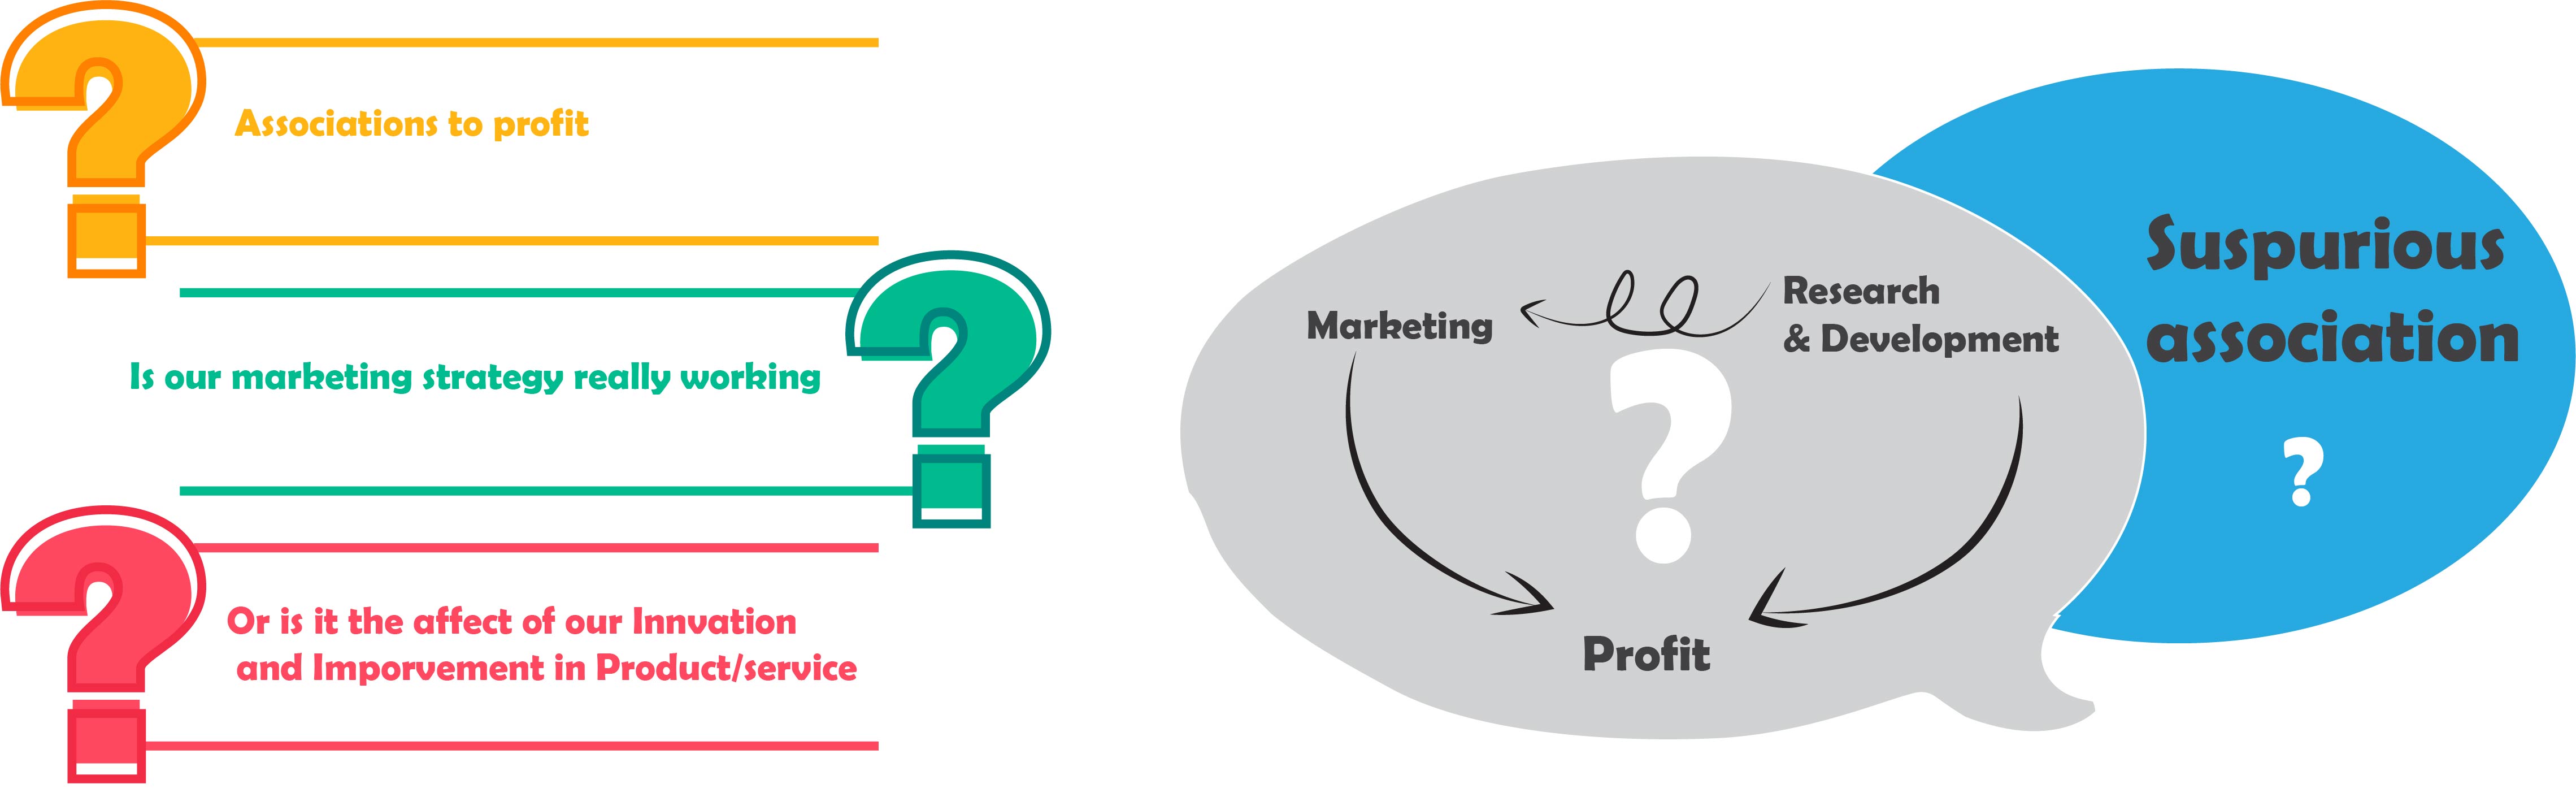 Associations to profit
Is our marketing strategy really working
Or is it the affect of our Innvation
and Imporvement in Product/service
Marketing
Research
& Development
?
Profit
Suspurious
association
?